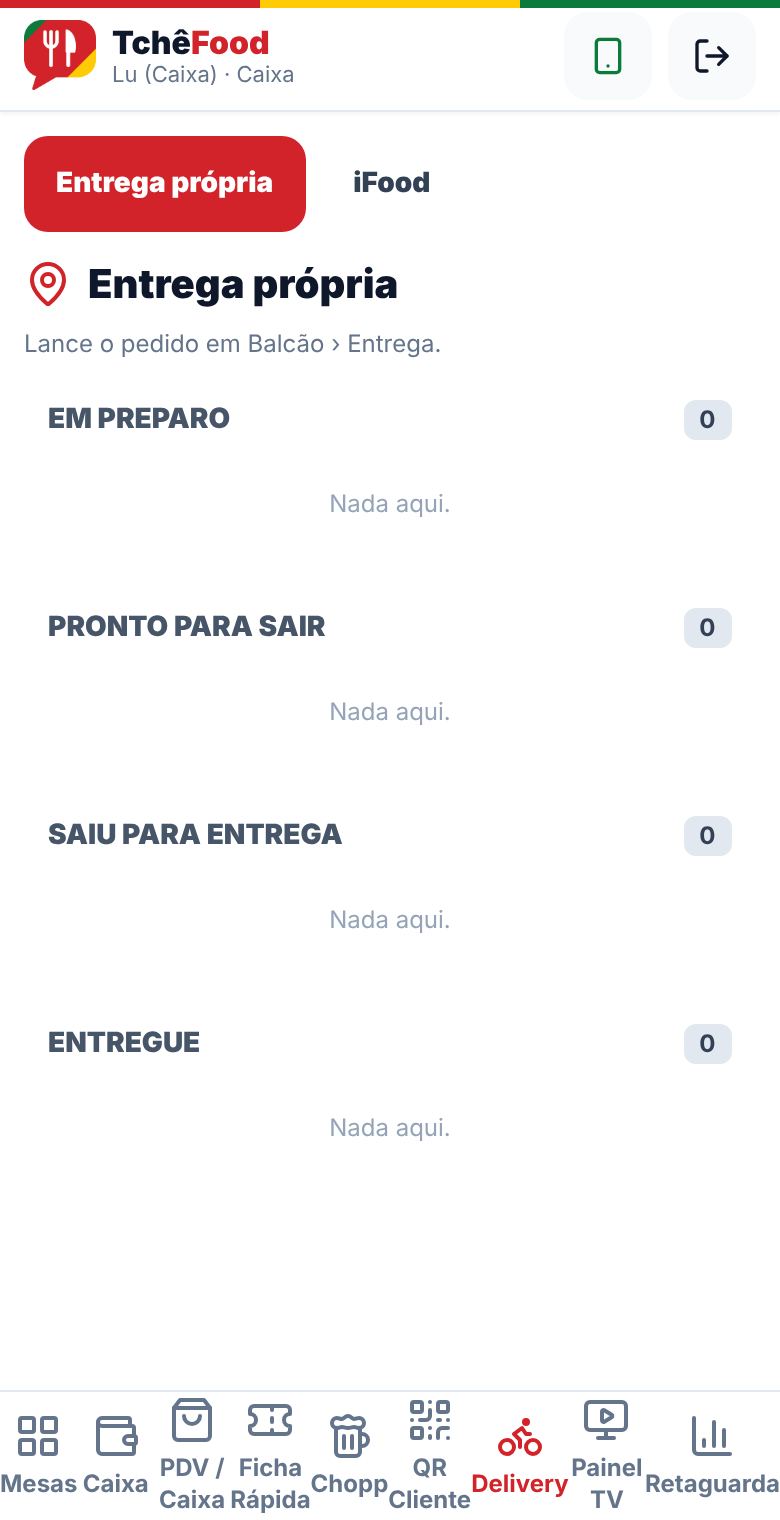 TchêFood
Lu (Caixa) · Caixa
Entrega própria
iFood
Entrega própria
Lance o pedido em Balcão › Entrega.
EM PREPARO
0
Nada aqui.
PRONTO PARA SAIR
0
Nada aqui.
SAIU PARA ENTREGA
0
Nada aqui.
ENTREGUE
0
Nada aqui.
Mesas
Caixa
PDV /
Caixa
Ficha
Rápida
Chopp
QR
Cliente
Delivery
Painel
TV
Retaguarda